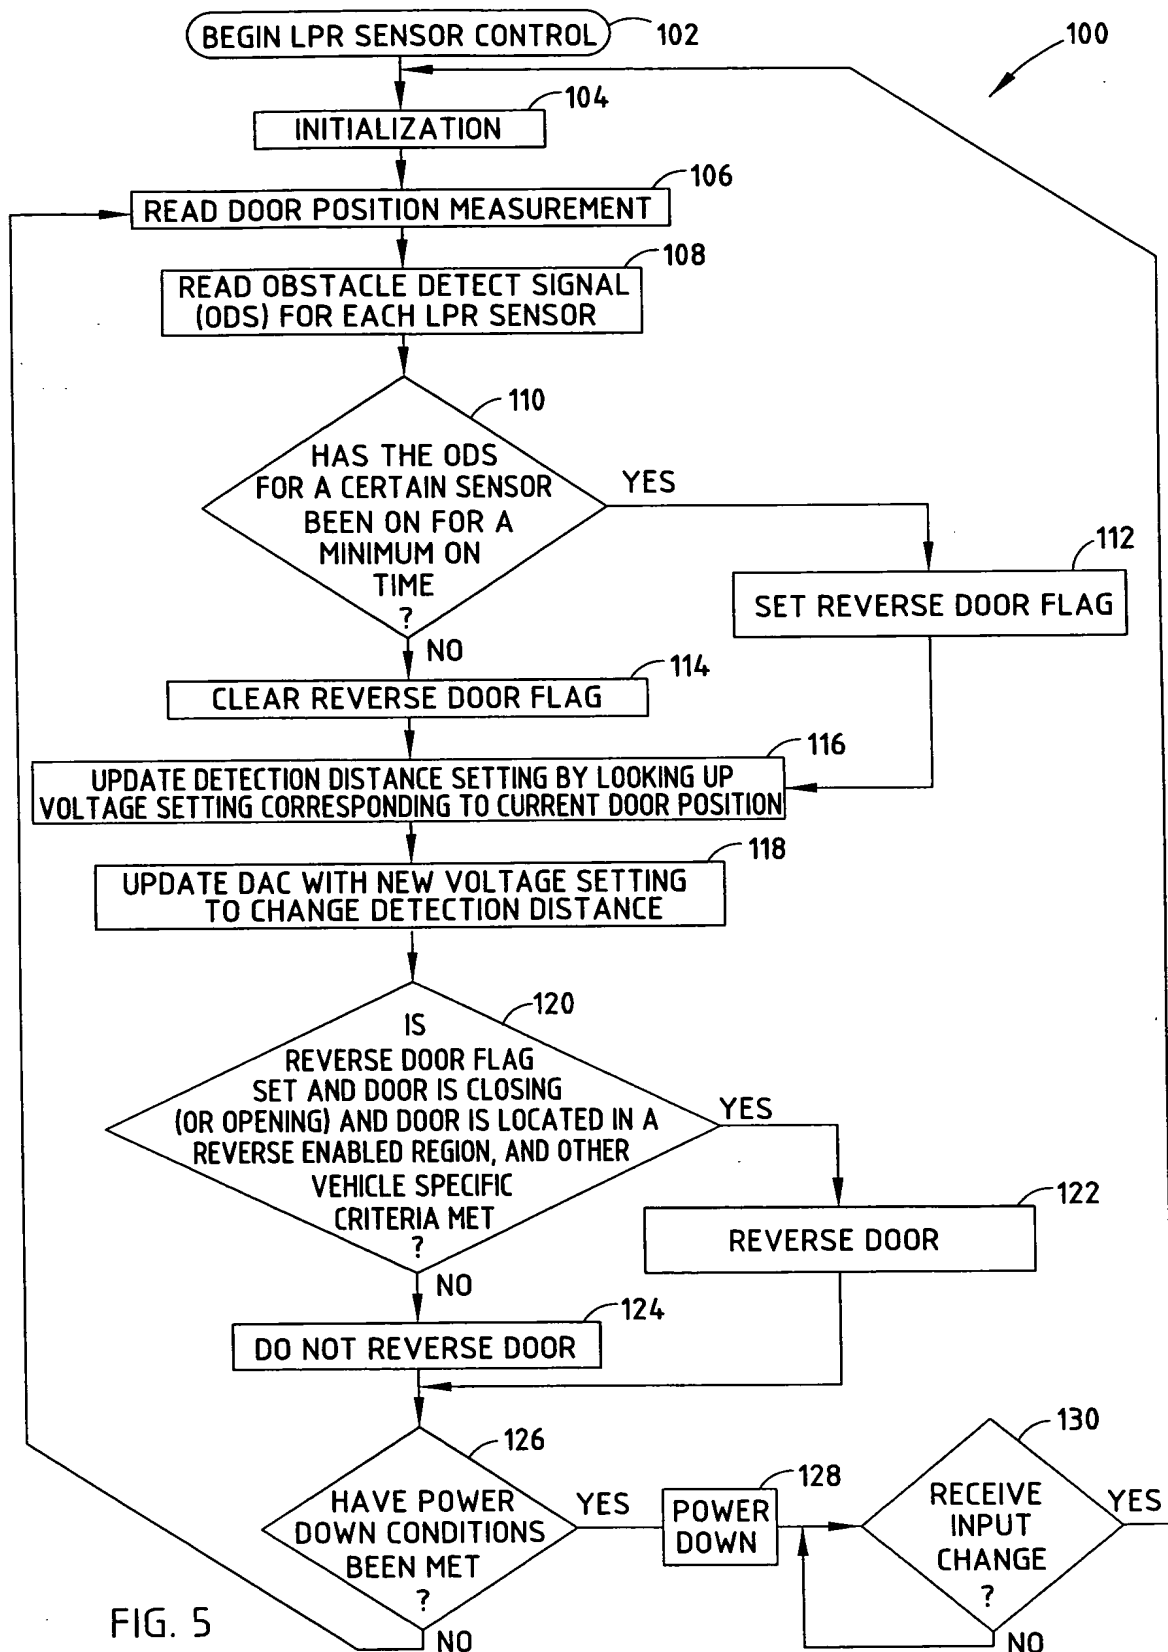 BEGIN LPR SENSOR CONTROL
102
100
104
INITIALIZATION
106
READ DOOR POSITION MEASUREMENT
108
READ OBSTACLE DETECT SIGNAL
(ODS) FOR EACH LPR SENSOR
110
HAS THE ODS
FOR A CERTAIN SENSOR
BEEN ON FOR A
MINIMUM ON
TIME
?
YES
NO
112
SET REVERSE DOOR FLAG
114
CLEAR REVERSE DOOR FLAG
116
UPDATE DETECTION DISTANCE SETTING BY LOOKING UP
VOLTAGE SETTING CORRESPONDING TO CURRENT DOOR POSITION
118
UPDATE DAC WITH NEW VOLTAGE SETTING
TO CHANGE DETECTION DISTANCE
120
IS
REVERSE DOOR FLAG
SET AND DOOR IS CLOSING
(OR OPENING) AND DOOR IS LOCATED IN A
REVERSE ENABLED REGION, AND OTHER
VEHICLE SPECIFIC
CRITERIA MET
?
YES
NO
122
REVERSE DOOR
124
DO NOT REVERSE DOOR
126
HAVE POWER
DOWN CONDITIONS
BEEN MET
?
YES
NO
128
POWER
DOWN
130
RECEIVE
INPUT
CHANGE
?
YES
NO
FIG. 5